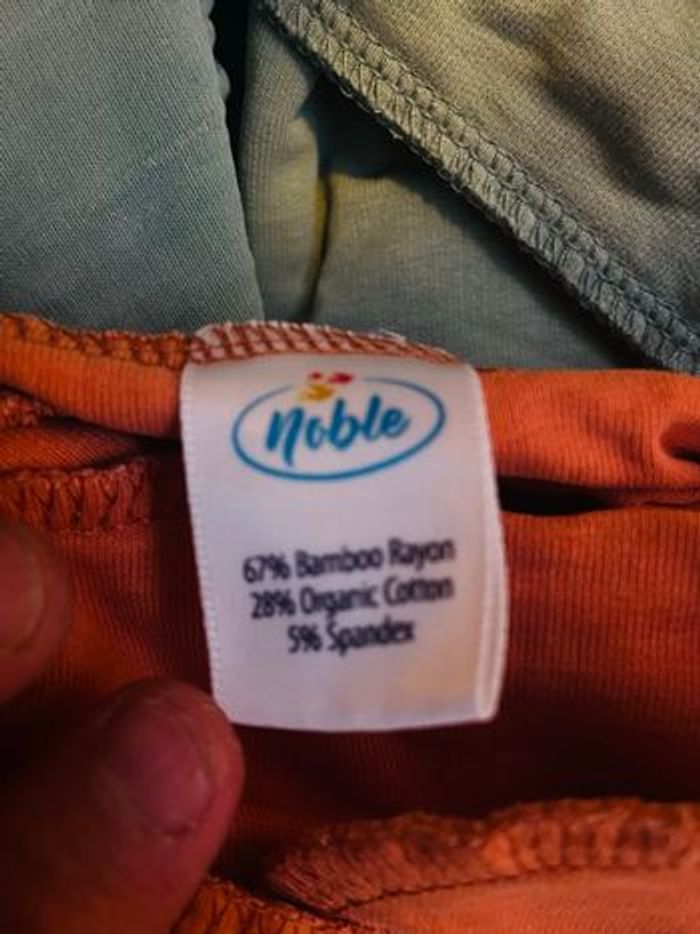 Noble
67% Bamboo Rayon
28% Organic Cotton
5% Spandex